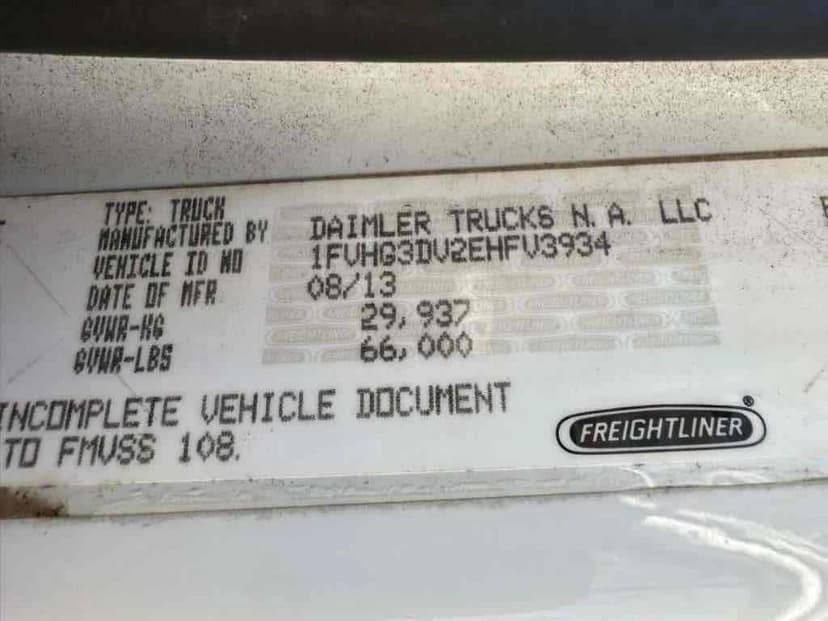 TYPE: TRUCK
MANUFACTURED BY DAIMLER TRUCKS N. A. LLC
VEHICLE ID NO 1FVHG3DV2EHFV3934
DATE OF MFR 08/13
GVWR-KG 29,937
GVWR-LBS 66,000
INCOMPLETE VEHICLE DOCUMENT
TO FMVSS 108.
FREIGHTLINER®